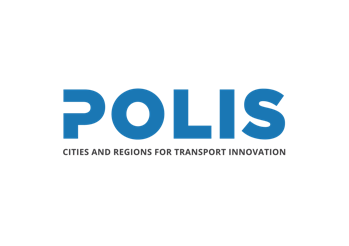 POLIS
CITIES AND REGIONS FOR TRANSPORT INNOVATION